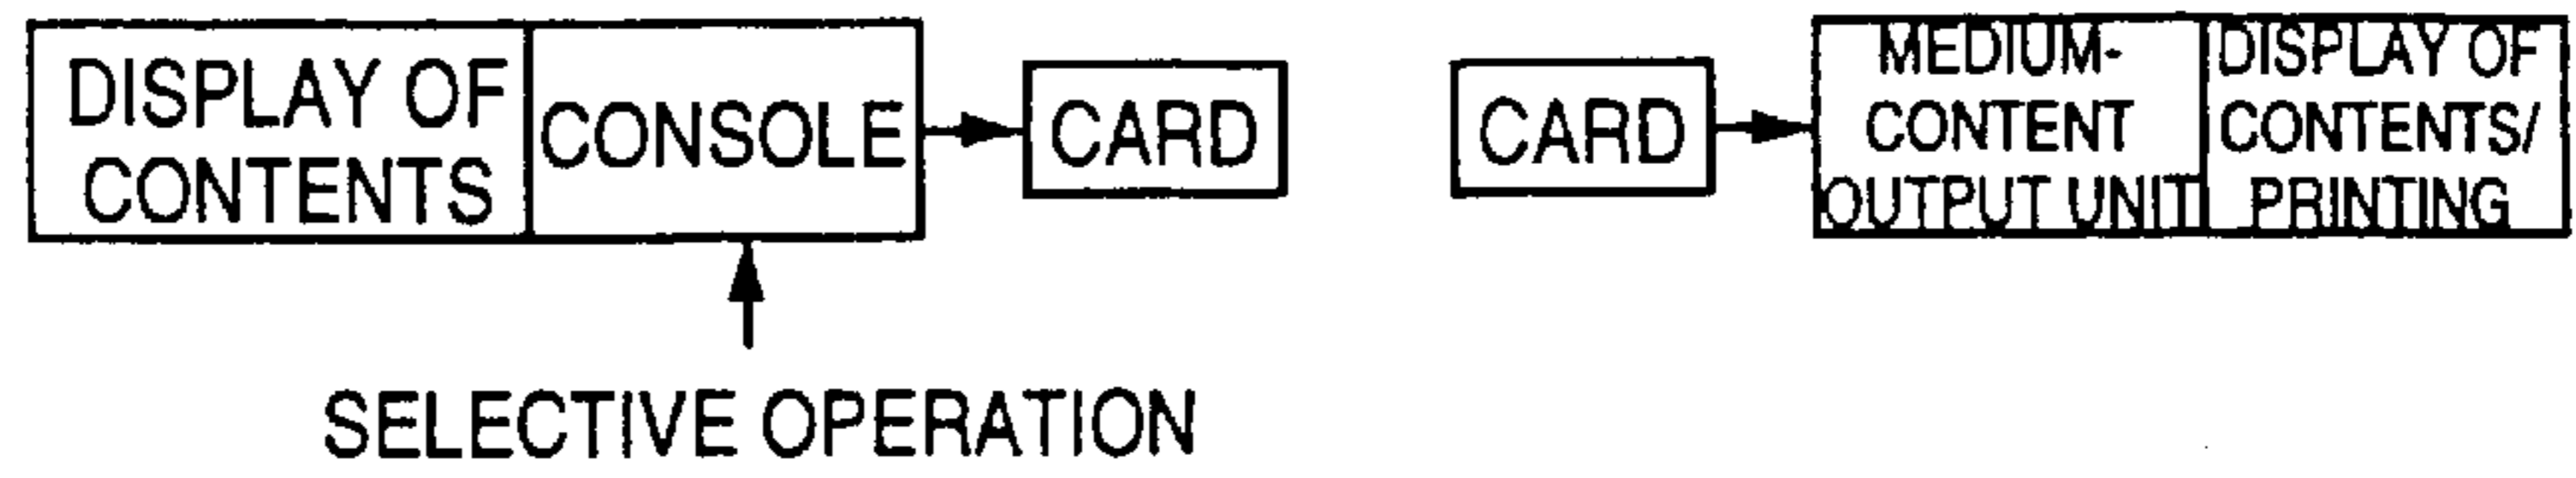 DISPLAY OF
CONTENTS
CONSOLE
CARD
SELECTIVE OPERATION
CARD
MEDIUM-
CONTENT
OUTPUT UNIT
DISPLAY OF
CONTENTS/
PRINTING